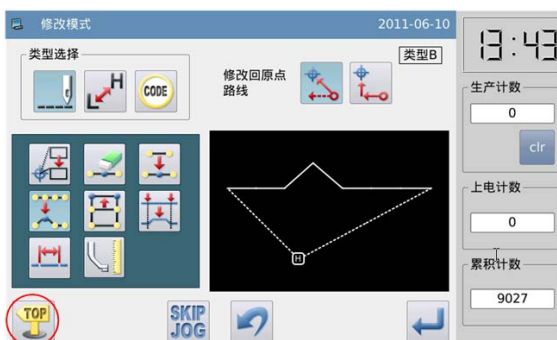 修改模式
2011-06-10
13:43
类型选择
H
CODE
修改回原点
路线
类型B
生产计数
0
clr
上电计数
0
H
累积计数
9027
TOP
SKIP
JOG